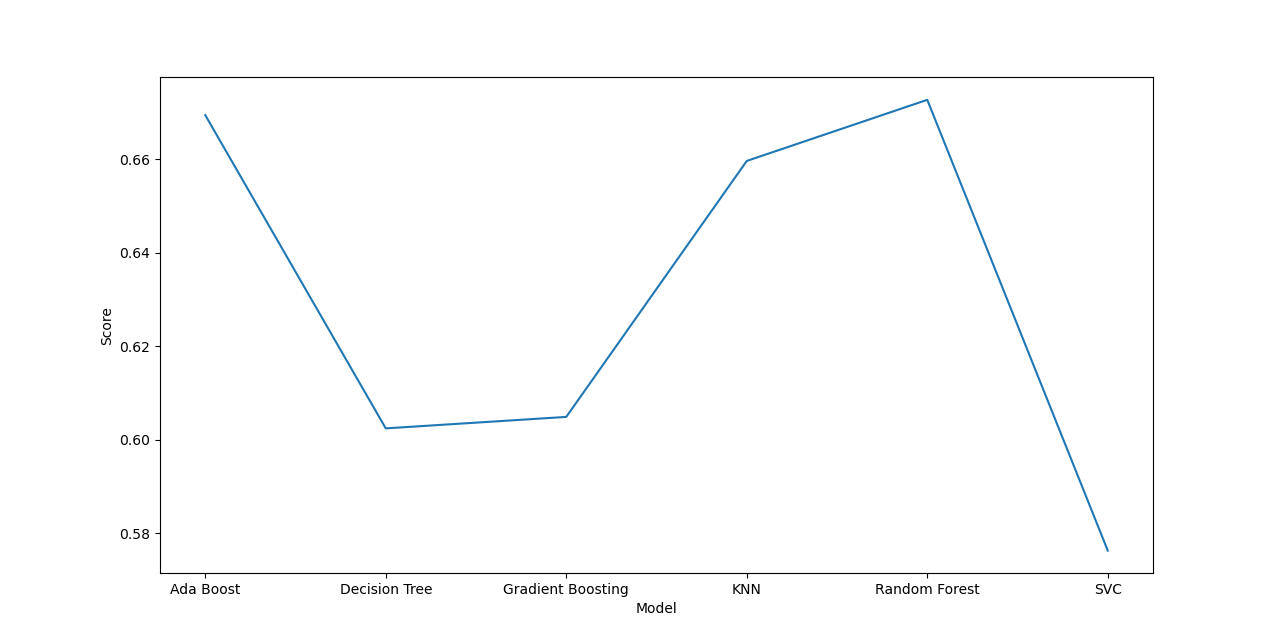 0.66
0.64
0.62
0.60
0.58
Score
Ada Boost Decision Tree Gradient Boosting KNN Random Forest SVC
Model